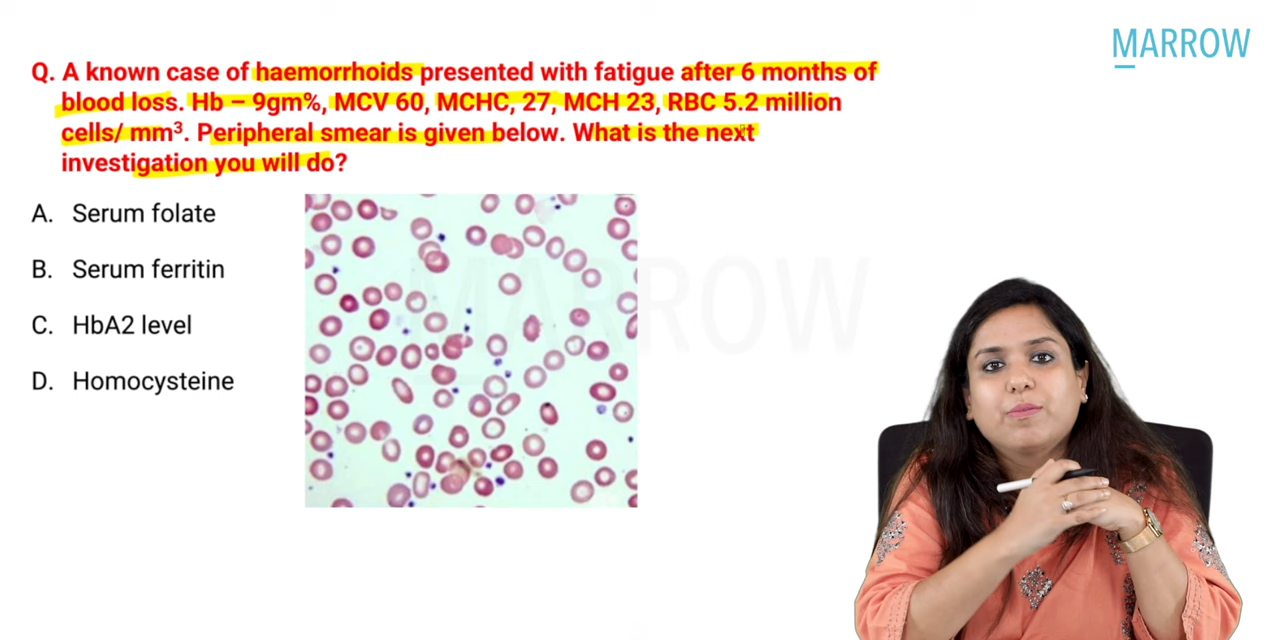 MARROW
Q. A known case of haemorrhoids presented with fatigue after 6 months of
blood loss. Hb – 9gm%, MCV 60, MCHC, 27, MCH 23, RBC 5.2 million
cells/ mm³. Peripheral smear is given below. What is the next
investigation you will do?
A. Serum folate
B. Serum ferritin
C. HbA2 level
D. Homocysteine
MARROW